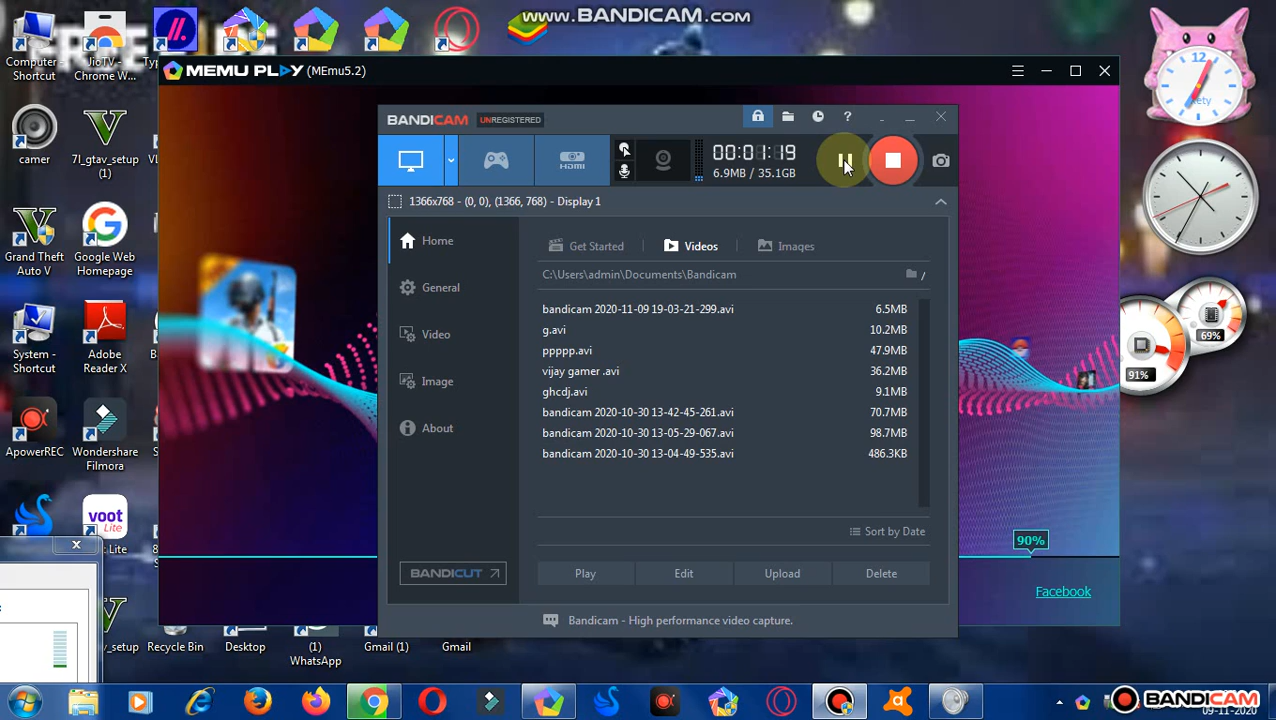 www.BANDICAM.com
Computer - Shortcut
JioTV - Chrome W...
MEMU PLAY (MEmu5.2)
12
BANDICAM UNREGISTERED
?
camer
7l_gtav_setup (1)
00:01:19
6.9MB / 35.1GB
HDMI
1366x768 - (0, 0), (1366, 768) - Display 1
Home
General
Video
Image
About
BANDICUT
Get Started
Videos
Images
C:\Users\admin\Documents\Bandicam
/
bandicam 2020-11-09 19-03-21-299.avi 6.5MB
g.avi 10.2MB
ppppp.avi 47.9MB
vijay gamer .avi 36.2MB
ghcdj.avi 9.1MB
bandicam 2020-10-30 13-42-45-261.avi 70.7MB
bandicam 2020-10-30 13-05-29-067.avi 98.7MB
bandicam 2020-10-30 13-04-49-535.avi 486.3KB
Sort by Date
Play
Edit
Upload
Delete
Bandicam - High performance video capture.
90%
Facebook
69%
91%
Grand Theft Auto V
Google Web Homepage
System - Shortcut
Adobe Reader X
ApowerREC
Wondershare Filmora
voot Lite
Recycle Bin
Desktop
(1) WhatsApp
Gmail (1)
Gmail
BANDICAM
09-11-2020